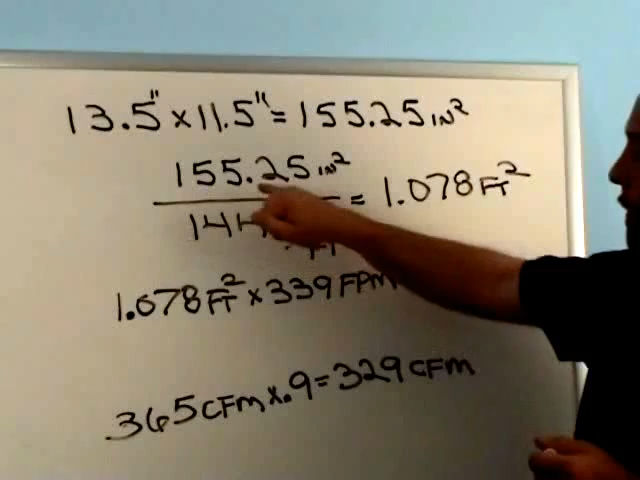 13.5" x 11.5" = 155.25 IN²
155.25 IN² = 1.078 FT²
144
1.078 FT² x 339 FPM
365 CFM x .9 = 329 CFM